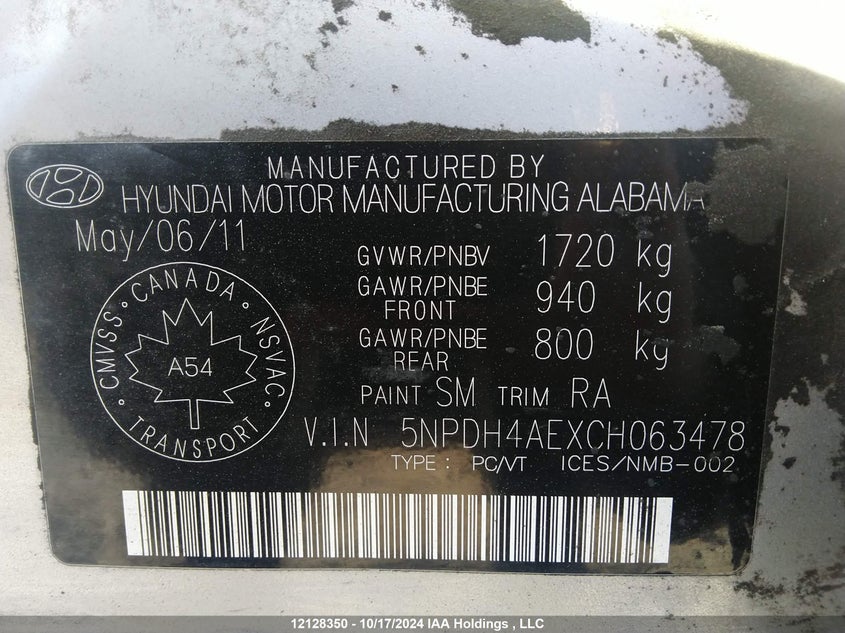 MANUFACTURED BY
HYUNDAI MOTOR MANUFACTURING ALABAMA
May/06/11
GVWR/PNBV 1720 kg
GAWR/PNBE FRONT 940 kg
GAWR/PNBE REAR 800 kg
CMVSS · CANADA · NSVAC · TRANSPORT ·
A54
PAINT SM TRIM RA
V.I.N 5NPDH4AEXCH063478
TYPE : PC/VT ICES/NMB-002
12128350 - 10/17/2024 IAA Holdings , LLC